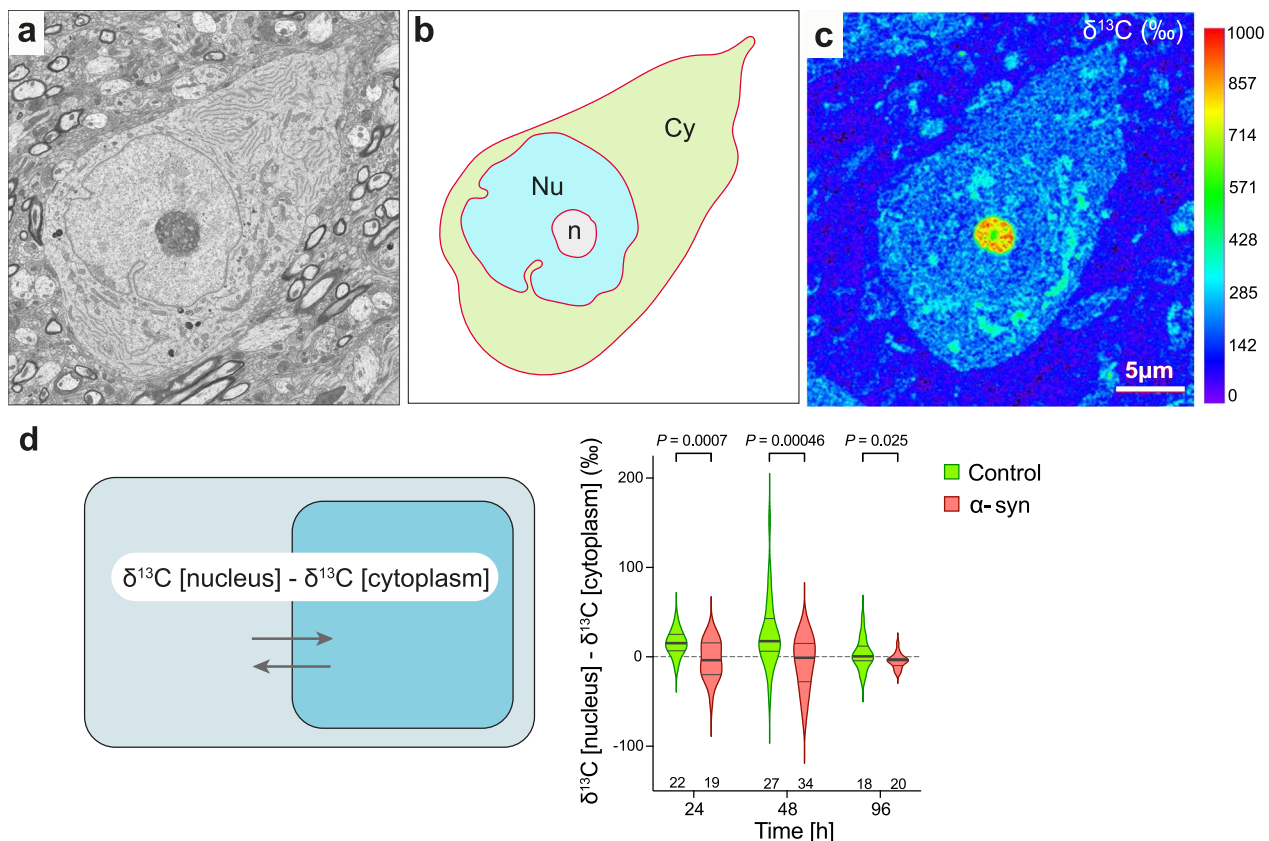 a
b
Cy
Nu
n
c
δ¹³C (‰)
1000
857
714
571
428
285
142
0
5µm
d
δ¹³C [nucleus] - δ¹³C [cytoplasm]
δ¹³C [nucleus] - δ¹³C [cytoplasm] (‰)
P = 0.0007
P = 0.00046
P = 0.025
200
100
0
-100
22
19
27
34
18
20
24
48
96
Time [h]
Control
α-syn